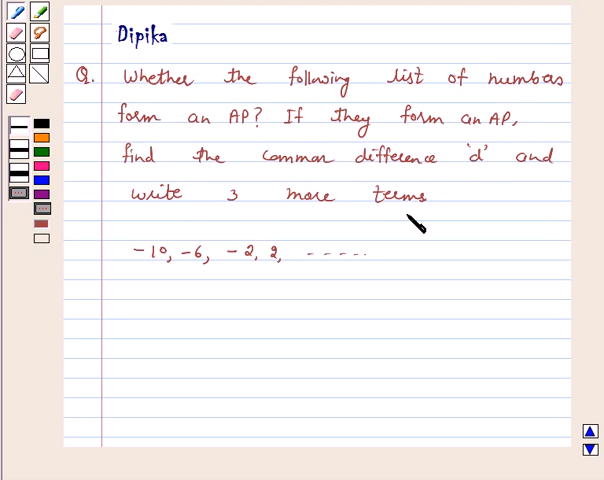 Dipika
Q. Whether the following list of numbers
form an AP? If they form an AP,
find the common difference 'd' and
write 3 more terms
-10, -6, -2, 2, -----